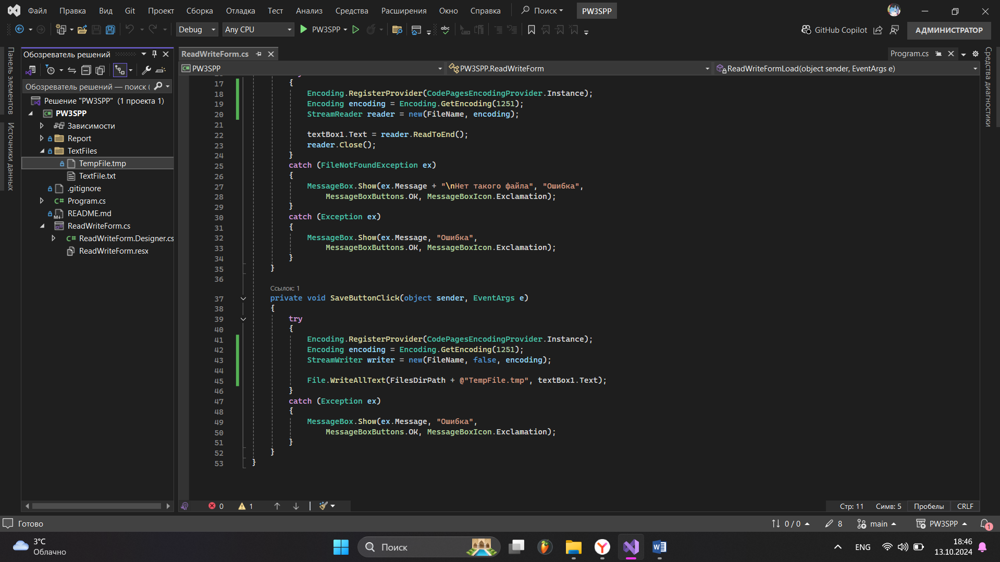 Файл Правка Вид Git Проект Сборка Отладка Тест Анализ Средства Расширения Окно Справка Поиск PW3SPP
Debug Any CPU PW3SPP GitHub Copilot АДМИНИСТРАТОР
Панель элементов
Источники данных
Обозреватель решений
Обозреватель решений — поиск (
Решение "PW3SPP" (1 проекта 1)
C# PW3SPP
Зависимости
Report
TextFiles
TempFile.tmp
TextFile.txt
.gitignore
C# Program.cs
README.md
ReadWriteForm.cs
C# ReadWriteForm.Designer.cs
ReadWriteForm.resx
ReadWriteForm.cs Program.cs
C# PW3SPP PW3SPP.ReadWriteForm ReadWriteFormLoad(object sender, EventArgs e)
17 {
18 Encoding.RegisterProvider(CodePagesEncodingProvider.Instance);
19 Encoding encoding = Encoding.GetEncoding(1251);
20 StreamReader reader = new(FileName, encoding);
21
22 textBox1.Text = reader.ReadToEnd();
23 reader.Close();
24 }
25 catch (FileNotFoundException ex)
26 {
27 MessageBox.Show(ex.Message + "\nНет такого файла", "Ошибка",
28 MessageBoxButtons.OK, MessageBoxIcon.Exclamation);
29 }
30 catch (Exception ex)
31 {
32 MessageBox.Show(ex.Message, "Ошибка",
33 MessageBoxButtons.OK, MessageBoxIcon.Exclamation);
34 }
35 }
36
Ссылок: 1
37 private void SaveButtonClick(object sender, EventArgs e)
38 {
39 try
40 {
41 Encoding.RegisterProvider(CodePagesEncodingProvider.Instance);
42 Encoding encoding = Encoding.GetEncoding(1251);
43 StreamWriter writer = new(FileName, false, encoding);
44
45 File.WriteAllText(FilesDirPath + @"TempFile.tmp", textBox1.Text);
46 }
47 catch (Exception ex)
48 {
49 MessageBox.Show(ex.Message, "Ошибка",
50 MessageBoxButtons.OK, MessageBoxIcon.Exclamation);
51 }
52 }
53 }
Средства диагностики
0 1 Стр: 11 Симв: 5 Пробелы CRLF
Готово 0 / 0 8 main PW3SPP 1
3°C
Облачно
Поиск
ENG
18:46
13.10.2024